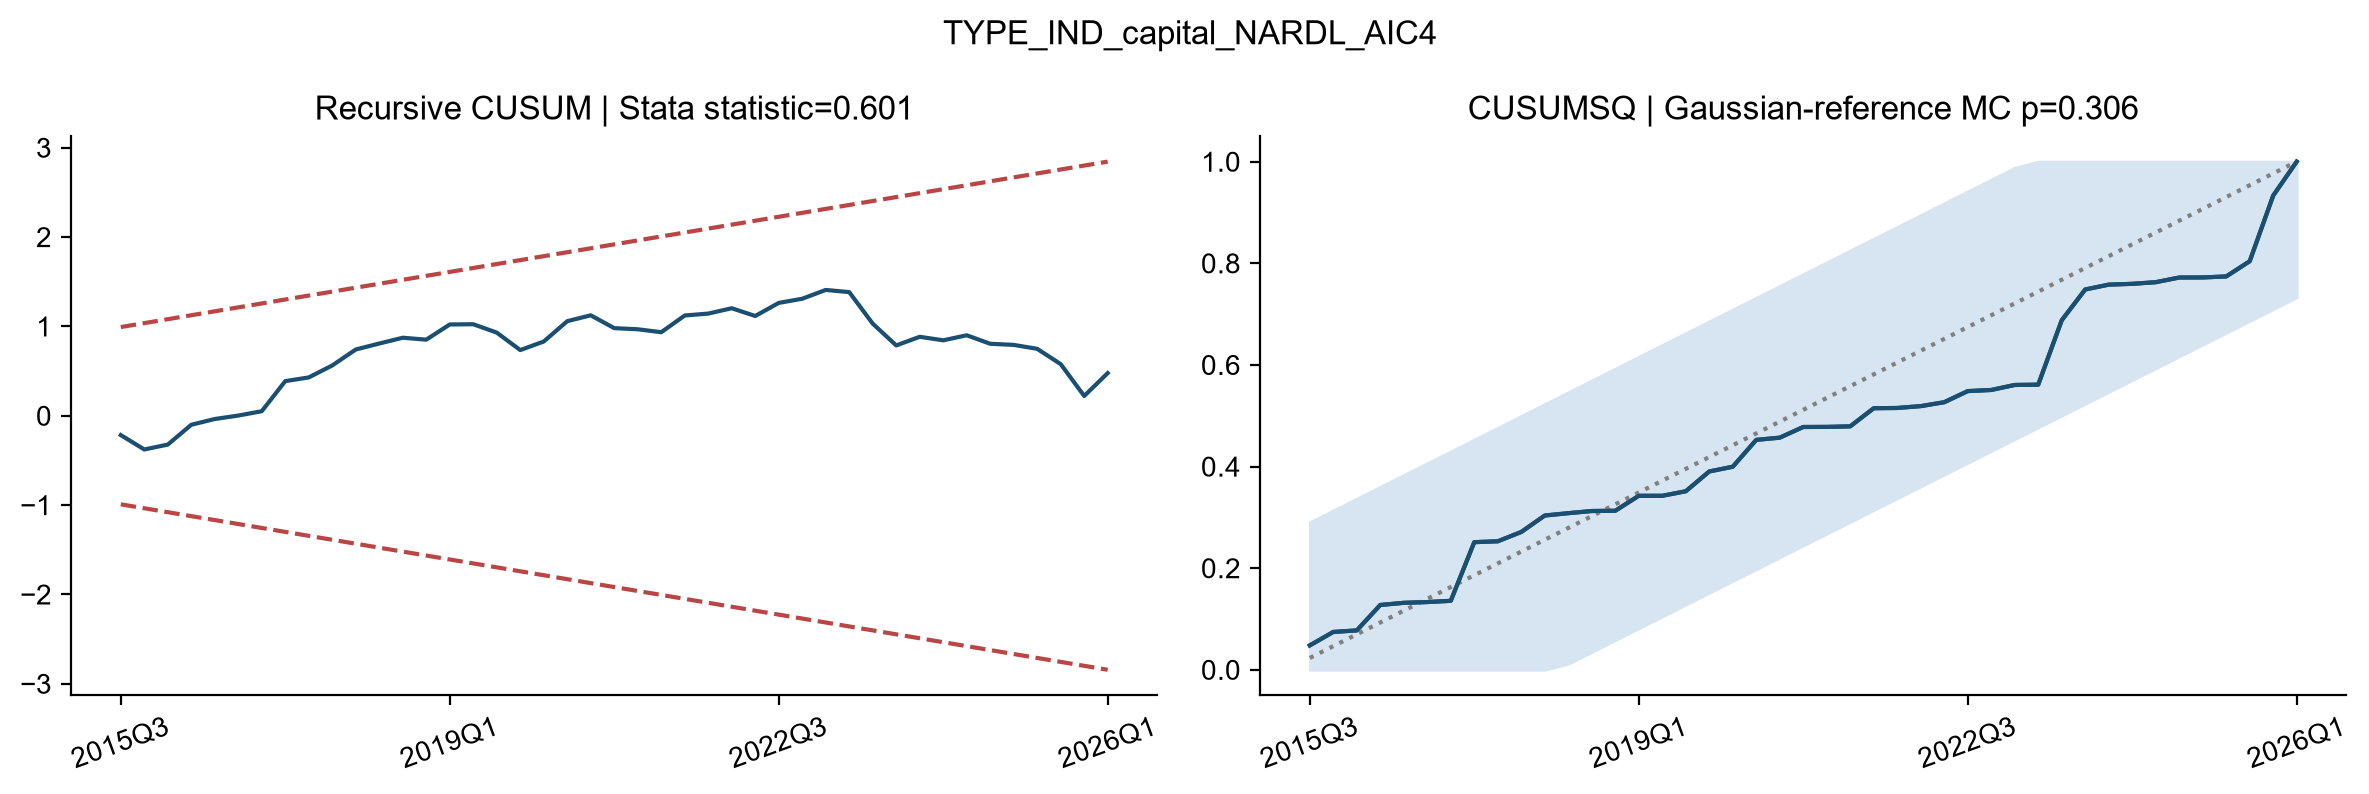 TYPE_IND_capital_NARDL_AIC4
Recursive CUSUM | Stata statistic=0.601
3
2
1
0
−1
−2
−3
2015Q3
2019Q1
2022Q3
2026Q1
CUSUMSQ | Gaussian-reference MC p=0.306
1.0
0.8
0.6
0.4
0.2
0.0
2015Q3
2019Q1
2022Q3
2026Q1